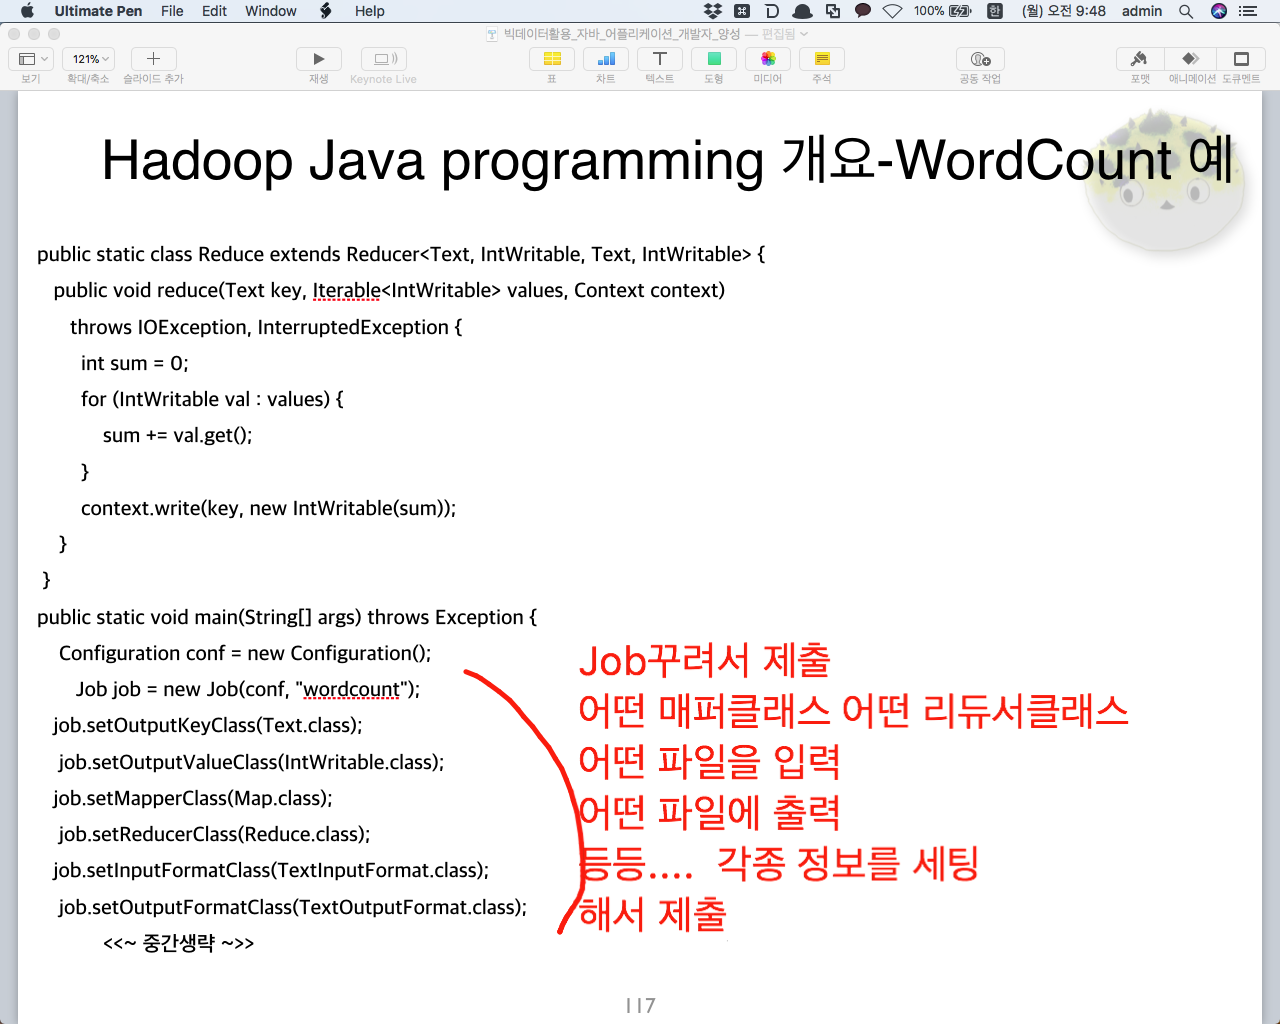 Ultimate Pen File Edit Window Help 100% 한 (월) 오전 9:48 admin
빅데이터활용_자바_어플리케이션_개발자_양성 — 편집됨
121%
보기 확대/축소 슬라이드 추가 재생 Keynote Live 표 차트 텍스트 도형 미디어 주석 공동 작업 포맷 애니메이션 도큐멘트
Hadoop Java programming 개요-WordCount 예
public static class Reduce extends Reducer<Text, IntWritable, Text, IntWritable> {
public void reduce(Text key, Iterable<IntWritable> values, Context context)
throws IOException, InterruptedException {
int sum = 0;
for (IntWritable val : values) {
sum += val.get();
}
context.write(key, new IntWritable(sum));
}
}
public static void main(String[] args) throws Exception {
Configuration conf = new Configuration();
Job job = new Job(conf, "wordcount");
job.setOutputKeyClass(Text.class);
job.setOutputValueClass(IntWritable.class);
job.setMapperClass(Map.class);
job.setReducerClass(Reduce.class);
job.setInputFormatClass(TextInputFormat.class);
job.setOutputFormatClass(TextOutputFormat.class);
<<~ 중간생략 ~>>
Job꾸려서 제출
어떤 매퍼클래스 어떤 리듀서클래스
어떤 파일을 입력
어떤 파일에 출력
등등.... 각종 정보를 세팅
해서 제출
117